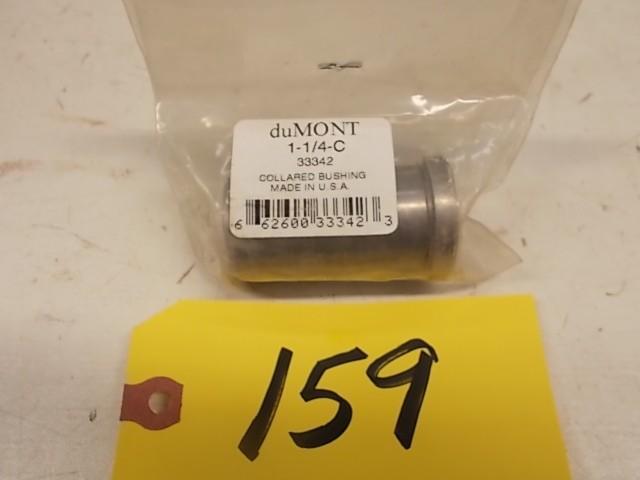 duMONT
1-1/4-C
33342
COLLARED BUSHING
MADE IN U.S.A.
6 62600 33342 3
159